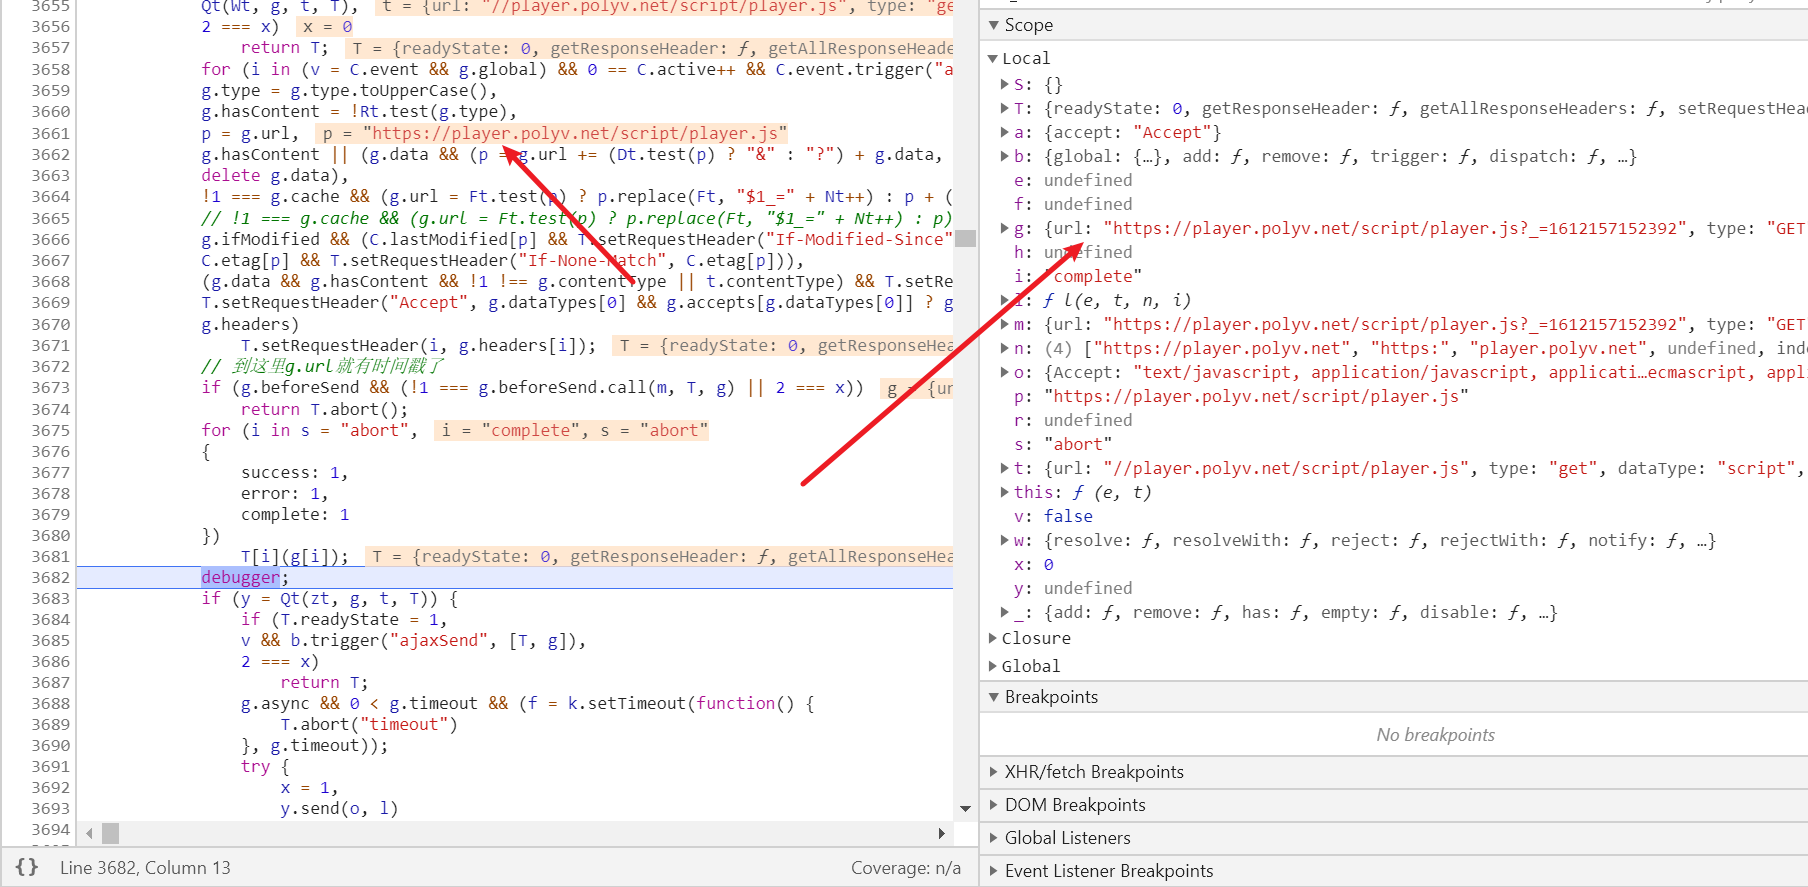 3655 Qt(Wt, g, t, T), t = {url: "//player.polyv.net/script/player.js", type: "ge
3656 2 === x) x = 0
3657 return T; T = {readyState: 0, getResponseHeader: ƒ, getAllResponseHeade
3658 for (i in (v = C.event && g.global) && 0 == C.active++ && C.event.trigger("a
3659 g.type = g.type.toUpperCase(),
3660 g.hasContent = !Rt.test(g.type),
3661 p = g.url, p = "https://player.polyv.net/script/player.js"
3662 g.hasContent || (g.data && (p = g.url += (Dt.test(p) ? "&" : "?") + g.data,
3663 delete g.data),
3664 !1 === g.cache && (g.url = Ft.test(p) ? p.replace(Ft, "$1_=" + Nt++) : p + (
3665 // !1 === g.cache && (g.url = Ft.test(p) ? p.replace(Ft, "$1_=" + Nt++) : p)
3666 g.ifModified && (C.lastModified[p] && T.setRequestHeader("If-Modified-Since"
3667 C.etag[p] && T.setRequestHeader("If-None-Match", C.etag[p])),
3668 (g.data && g.hasContent && !1 !== g.contentType || t.contentType) && T.setRe
3669 T.setRequestHeader("Accept", g.dataTypes[0] && g.accepts[g.dataTypes[0]] ? g
3670 g.headers)
3671 T.setRequestHeader(i, g.headers[i]); T = {readyState: 0, getResponseHea
3672 // 到这里g.url就有时间戳了
3673 if (g.beforeSend && (!1 === g.beforeSend.call(m, T, g) || 2 === x)) g = {ur
3674 return T.abort();
3675 for (i in s = "abort", i = "complete", s = "abort"
3676 {
3677 success: 1,
3678 error: 1,
3679 complete: 1
3680 })
3681 T[i](g[i]); T = {readyState: 0, getResponseHeader: ƒ, getAllResponseHea
3682 debugger;
3683 if (y = Qt(zt, g, t, T)) {
3684 if (T.readyState = 1,
3685 v && b.trigger("ajaxSend", [T, g]),
3686 2 === x)
3687 return T;
3688 g.async && 0 < g.timeout && (f = k.setTimeout(function() {
3689 T.abort("timeout")
3690 }, g.timeout));
3691 try {
3692 x = 1,
3693 y.send(o, l)
3694
{} Line 3682, Column 13 Coverage: n/a
Scope
Local
S: {}
T: {readyState: 0, getResponseHeader: ƒ, getAllResponseHeaders: ƒ, setRequestHeade
a: {accept: "Accept"}
b: {global: {…}, add: ƒ, remove: ƒ, trigger: ƒ, dispatch: ƒ, …}
e: undefined
f: undefined
g: {url: "https://player.polyv.net/script/player.js?_=1612157152392", type: "GET
h: undefined
i: "complete"
l: ƒ l(e, t, n, i)
m: {url: "https://player.polyv.net/script/player.js?_=1612157152392", type: "GET
n: (4) ["https://player.polyv.net", "https:", "player.polyv.net", undefined, inde
o: {Accept: "text/javascript, application/javascript, applicati…ecmascript, appli
p: "https://player.polyv.net/script/player.js"
r: undefined
s: "abort"
t: {url: "//player.polyv.net/script/player.js", type: "get", dataType: "script",
this: ƒ (e, t)
v: false
w: {resolve: ƒ, resolveWith: ƒ, reject: ƒ, rejectWith: ƒ, notify: ƒ, …}
x: 0
y: undefined
_: {add: ƒ, remove: ƒ, has: ƒ, empty: ƒ, disable: ƒ, …}
Closure
Global
Breakpoints
No breakpoints
XHR/fetch Breakpoints
DOM Breakpoints
Global Listeners
Event Listener Breakpoints